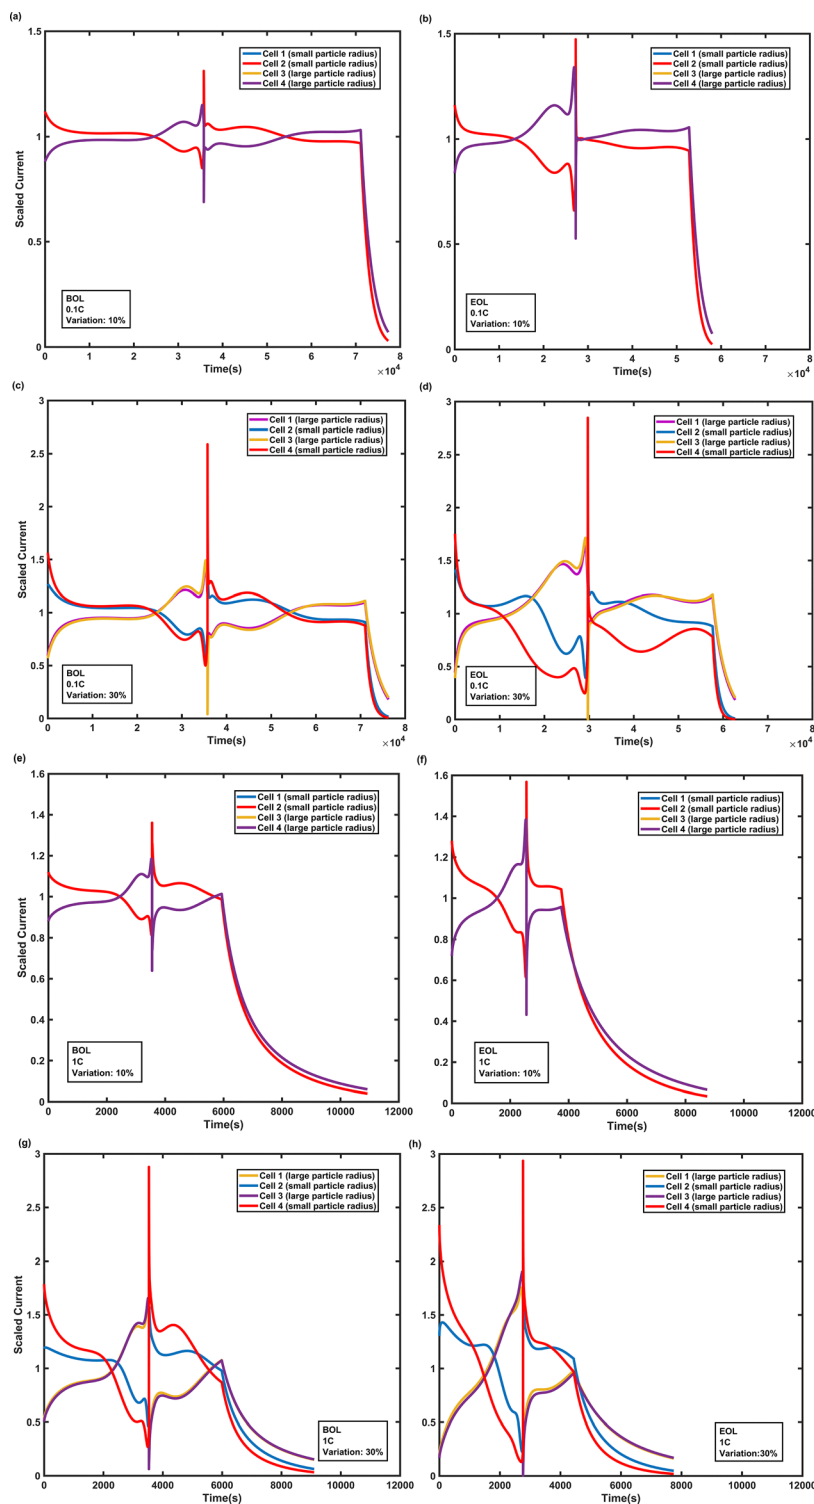 (a)
1.5
1
0.5
0
Scaled Current
Cell 1 (small particle radius)
Cell 2 (small particle radius)
Cell 3 (large particle radius)
Cell 4 (large particle radius)
BOL
0.1C
Variation: 10%
0 1 2 3 4 5 6 7 8
Time(s)
×10^4
(b)
1.5
1
0.5
0
Cell 1 (small particle radius)
Cell 2 (small particle radius)
Cell 3 (large particle radius)
Cell 4 (large particle radius)
EOL
0.1C
Variation: 10%
0 1 2 3 4 5 6 7 8
Time(s)
×10^4
(c)
3
2.5
2
1.5
1
0.5
0
Scaled Current
Cell 1 (large particle radius)
Cell 2 (small particle radius)
Cell 3 (large particle radius)
Cell 4 (small particle radius)
BOL
0.1C
Variation: 30%
0 1 2 3 4 5 6 7 8
Time(s)
×10^4
(d)
3
2.5
2
1.5
1
0.5
0
Cell 1 (large particle radius)
Cell 2 (small particle radius)
Cell 3 (large particle radius)
Cell 4 (small particle radius)
EOL
0.1C
Variation: 30%
0 1 2 3 4 5 6 7 8
Time(s)
×10^4
(e)
1.6
1.4
1.2
1
0.8
0.6
0.4
0.2
0
Scaled Current
Cell 1 (small particle radius)
Cell 2 (small particle radius)
Cell 3 (large particle radius)
Cell 4 (large particle radius)
BOL
1C
Variation: 10%
0 2000 4000 6000 8000 10000 12000
Time(s)
(f)
1.6
1.4
1.2
1
0.8
0.6
0.4
0.2
0
Cell 1 (small particle radius)
Cell 2 (small particle radius)
Cell 3 (large particle radius)
Cell 4 (large particle radius)
EOL
1C
Variation: 10%
0 2000 4000 6000 8000 10000 12000
Time(s)
(g)
3
2.5
2
1.5
1
0.5
0
Scaled Current
Cell 1 (large particle radius)
Cell 2 (small particle radius)
Cell 3 (large particle radius)
Cell 4 (small particle radius)
BOL
1C
Variation: 30%
0 2000 4000 6000 8000 10000 12000
Time(s)
(h)
3
2.5
2
1.5
1
0.5
0
Cell 1 (large particle radius)
Cell 2 (small particle radius)
Cell 3 (large particle radius)
Cell 4 (small particle radius)
EOL
1C
Variation:30%
0 2000 4000 6000 8000 10000 12000
Time(s)